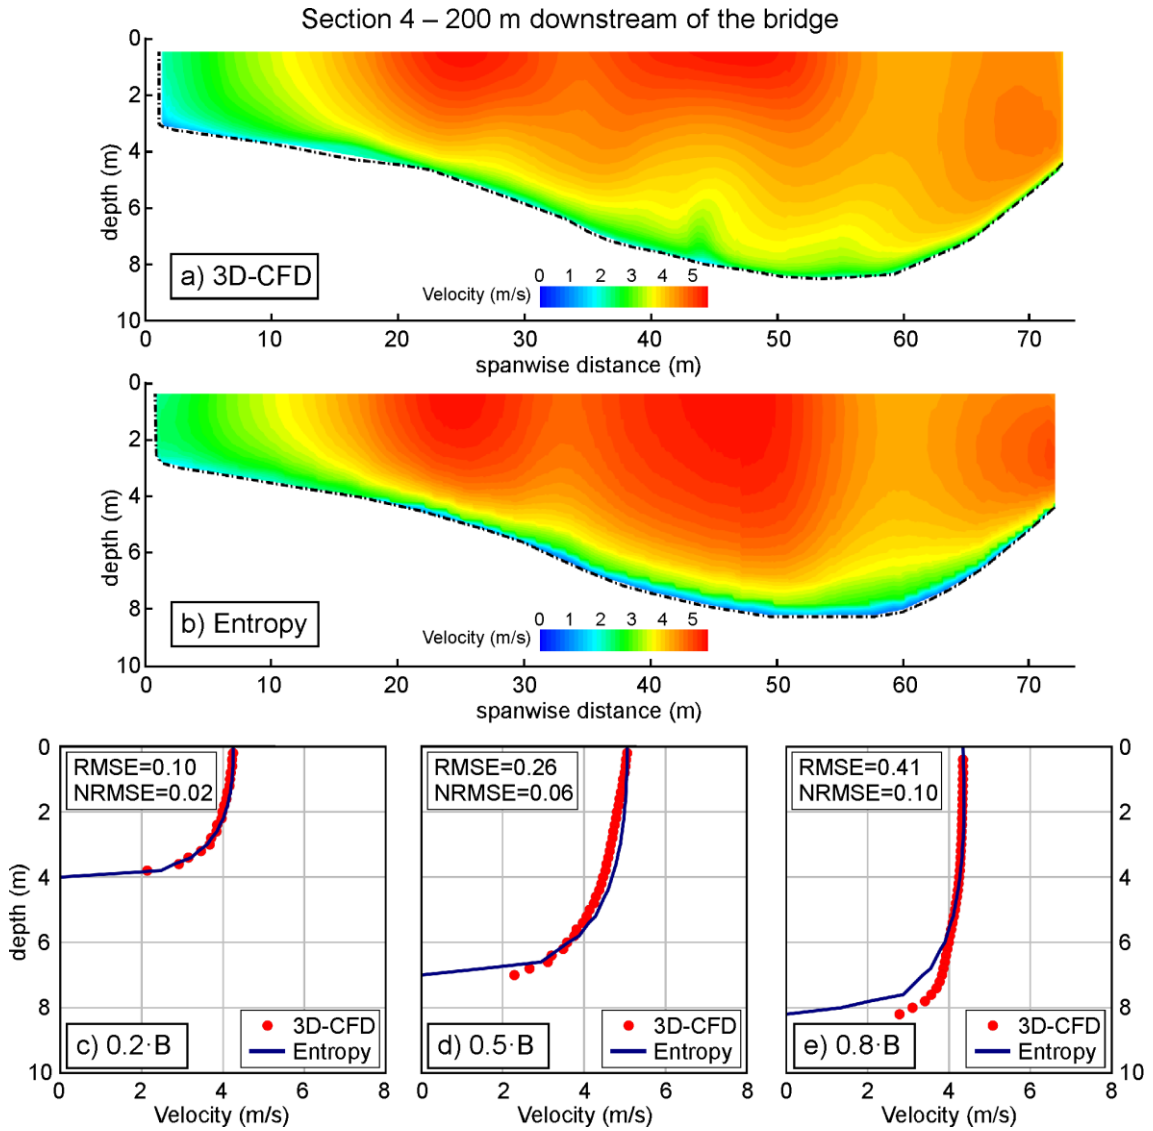 Section 4 – 200 m downstream of the bridge
0
2
4
6
8
10
depth (m)
a) 3D-CFD
Velocity (m/s)
0 1 2 3 4 5
0 10 20 30 40 50 60 70
spanwise distance (m)
0
2
4
6
8
10
depth (m)
b) Entropy
Velocity (m/s)
0 1 2 3 4 5
0 10 20 30 40 50 60 70
spanwise distance (m)
0
2
4
6
8
10
depth (m)
RMSE=0.10
NRMSE=0.02
c) 0.2·B
3D-CFD
Entropy
0 2 4 6 8
Velocity (m/s)
RMSE=0.26
NRMSE=0.06
d) 0.5·B
3D-CFD
Entropy
0 2 4 6 8
Velocity (m/s)
RMSE=0.41
NRMSE=0.10
e) 0.8·B
3D-CFD
Entropy
0 2 4 6 8
Velocity (m/s)
0
2
4
6
8
10
depth (m)